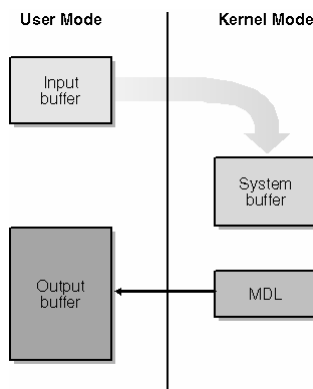 User Mode
Kernel Mode
Input
buffer
System
buffer
Output
buffer
MDL